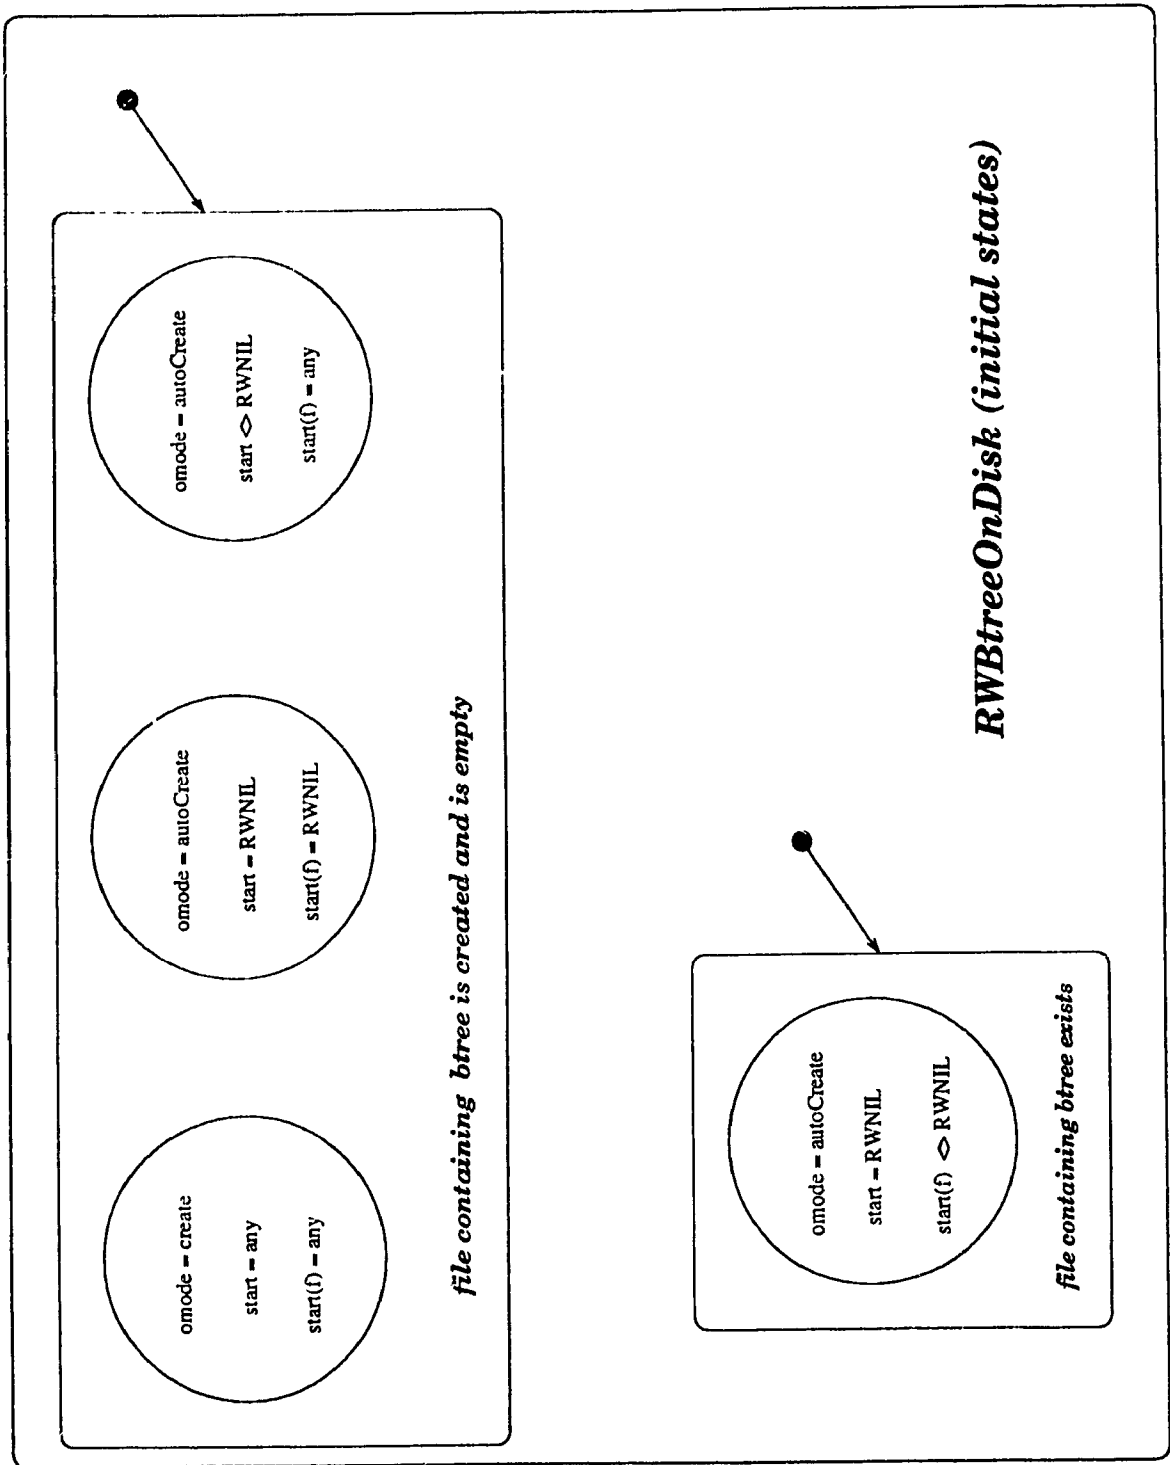 omode = create
start = any
start(f) = any
omode = autoCreate
start = RWNIL
start(f) = RWNIL
omode = autoCreate
start <> RWNIL
start(f) = any
file containing btree is created and is empty
omode = autoCreate
start = RWNIL
start(f) <> RWNIL
file containing btree exists
RWBtreeOnDisk (initial states)